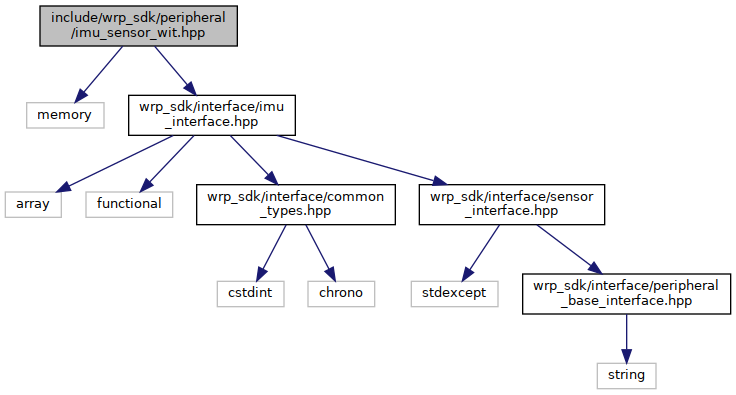 include/wrp_sdk/peripheral
/imu_sensor_wit.hpp
memory
wrp_sdk/interface/imu
_interface.hpp
array
functional
wrp_sdk/interface/common
_types.hpp
wrp_sdk/interface/sensor
_interface.hpp
cstdint
chrono
stdexcept
wrp_sdk/interface/peripheral
_base_interface.hpp
string